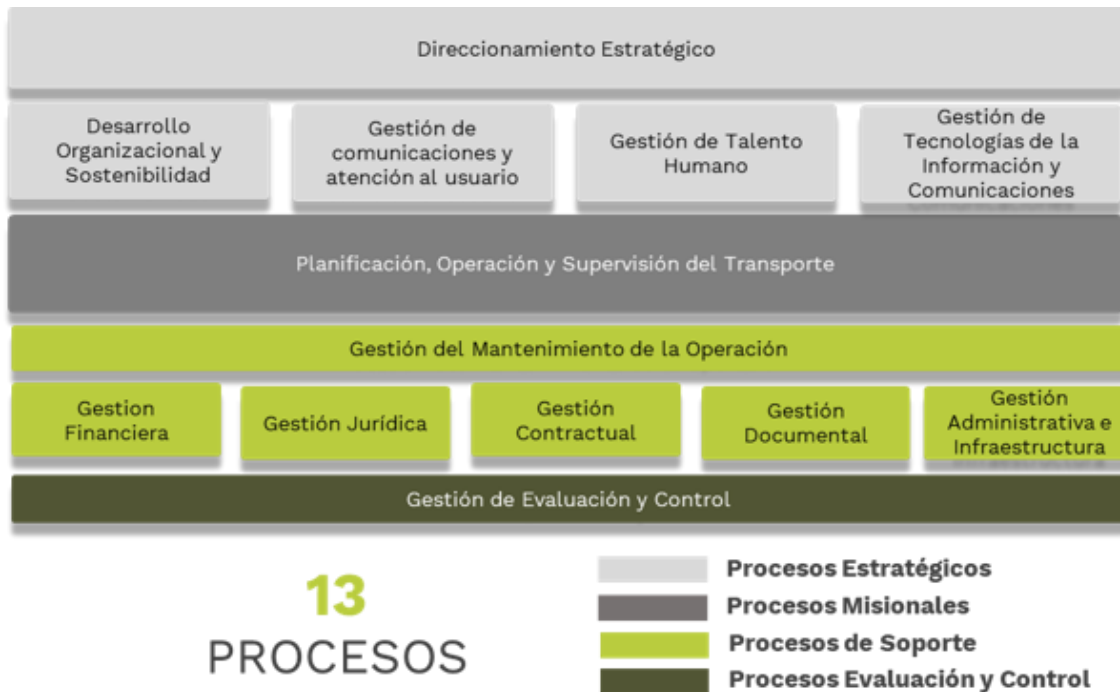 Direccionamiento Estratégico
Desarrollo
Organizacional y
Sostenibilidad
Gestión de
comunicaciones y
atención al usuario
Gestión de Talento
Humano
Gestión de
Tecnologías de la
Información y
Comunicaciones
Planificación, Operación y Supervisión del Transporte
Gestión del Mantenimiento de la Operación
Gestion
Financiera
Gestión Jurídica
Gestión
Contractual
Gestión
Documental
Gestión
Administrativa e
Infraestructura
Gestión de Evaluación y Control
13
PROCESOS
Procesos Estratégicos
Procesos Misionales
Procesos de Soporte
Procesos Evaluación y Control